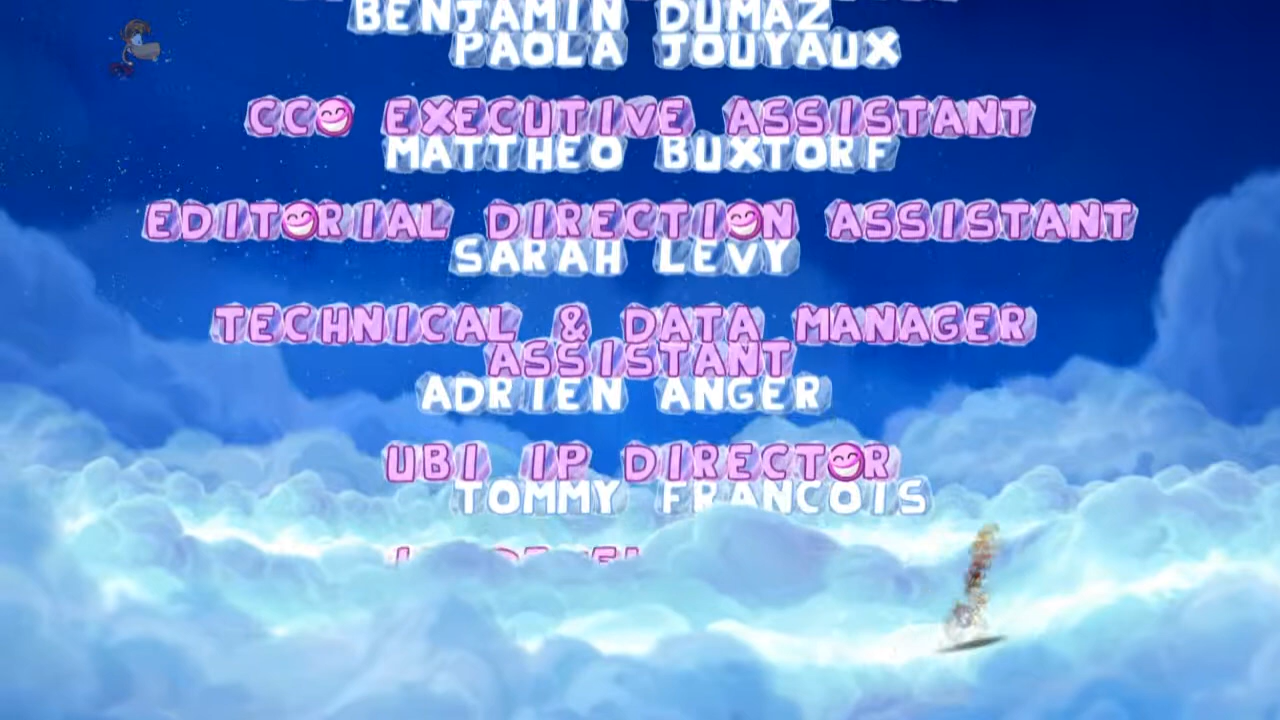 BENJAMIN DUMAZ
PAOLA JOUYAUX
CCO EXECUTIVE ASSISTANT
MATTHEO BUXTORF
EDITORIAL DIRECTION ASSISTANT
SARAH LEVY
TECHNICAL & DATA MANAGER
ASSISTANT
ADRIEN ANGER
UBI IP DIRECTOR
TOMMY FRANCOIS